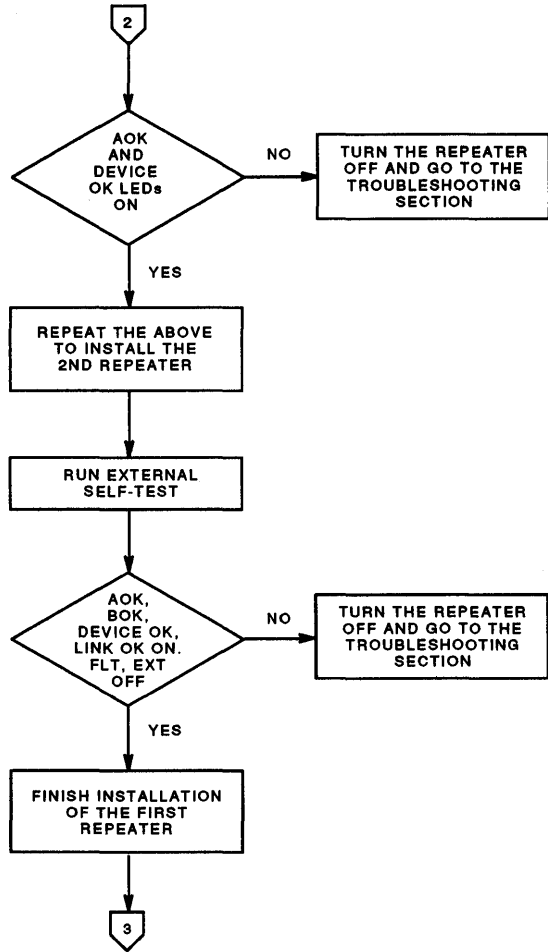 2
AOK
AND
DEVICE
OK LEDs
ON
NO
TURN THE REPEATER
OFF AND GO TO THE
TROUBLESHOOTING
SECTION
YES
REPEAT THE ABOVE
TO INSTALL THE
2ND REPEATER
RUN EXTERNAL
SELF-TEST
AOK,
BOK,
DEVICE OK,
LINK OK ON.
FLT, EXT
OFF
NO
TURN THE REPEATER
OFF AND GO TO THE
TROUBLESHOOTING
SECTION
YES
FINISH INSTALLATION
OF THE FIRST
REPEATER
3